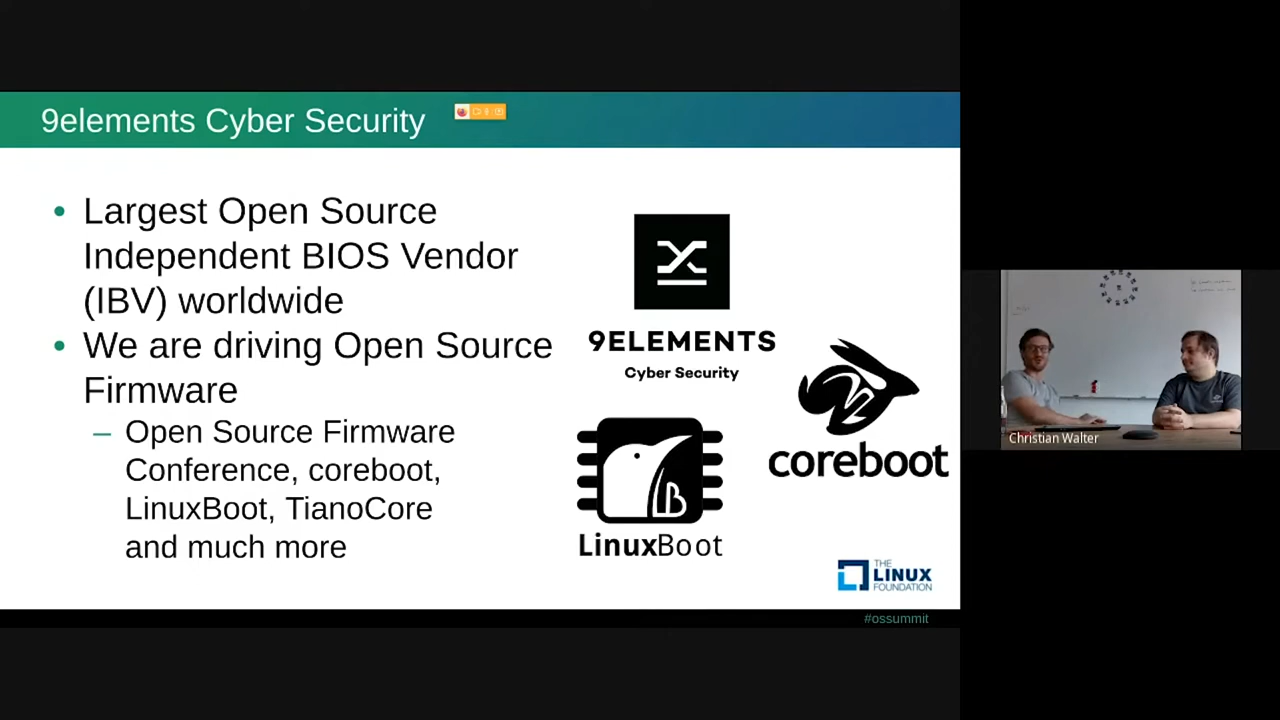 9elements Cyber Security
• Largest Open Source
Independent BIOS Vendor
(IBV) worldwide
• We are driving Open Source
Firmware
– Open Source Firmware
Conference, coreboot,
LinuxBoot, TianoCore
and much more
9ELEMENTS
Cyber Security
coreboot
LB
LinuxBoot
THE
LINUX
FOUNDATION
#ossummit
Christian Walter